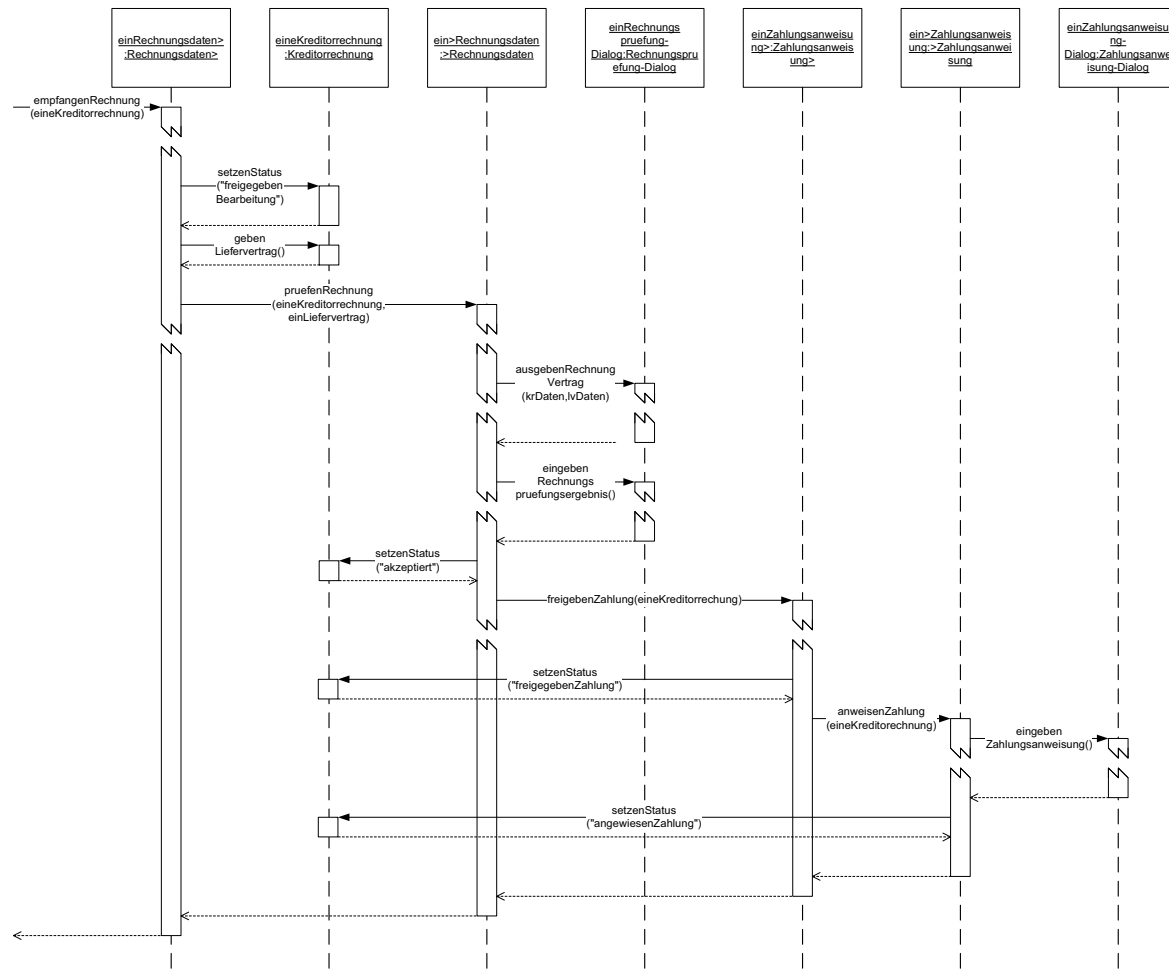 einRechnungsdaten>
:Rechnungsdaten>
eineKreditorrechnung
:Kreditorrechnung
ein>Rechnungsdaten
:>Rechnungsdaten
einRechnungs
pruefung-
Dialog:Rechnungspru
efung-Dialog
einZahlungsanweisu
ng>:Zahlungsanweis
ung>
ein>Zahlungsanweis
ung:>Zahlungsanwei
sung
einZahlungsanweisu
ng-
Dialog:Zahlungsanwe
isung-Dialog
empfangenRechnung
(eineKreditorrechnung)
setzenStatus
("freigegeben
Bearbeitung")
geben
Liefervertrag()
pruefenRechnung
(eineKreditorrechnung,
einLiefervertrag)
ausgebenRechnung
Vertrag
(krDaten,lvDaten)
eingeben
Rechnungs
pruefungsergebnis()
setzenStatus
("akzeptiert")
freigebenZahlung(eineKreditorrechung)
setzenStatus
("freigegebenZahlung")
anweisenZahlung
(eineKreditorechnung)
eingeben
Zahlungsanweisung()
setzenStatus
("angewiesenZahlung")